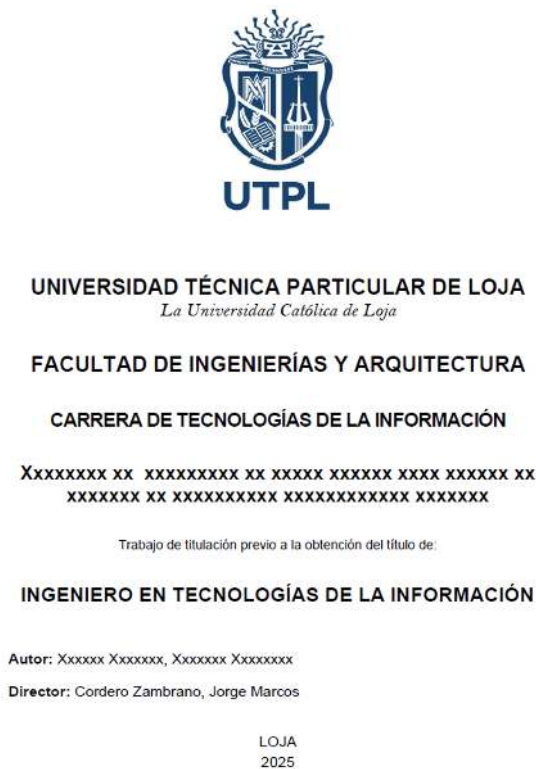 UTPL
UNIVERSIDAD TÉCNICA PARTICULAR DE LOJA
La Universidad Católica de Loja
FACULTAD DE INGENIERÍAS Y ARQUITECTURA
CARRERA DE TECNOLOGÍAS DE LA INFORMACIÓN
Xxxxxxxx xx xxxxxxxxx xx xxxxx xxxxxx xxxx xxxxxx xx
xxxxxxx xx xxxxxxxxxx xxxxxxxxxxxx xxxxxxx
Trabajo de titulación previo a la obtención del título de:
INGENIERO EN TECNOLOGÍAS DE LA INFORMACIÓN
Autor: Xxxxxx Xxxxxxx, Xxxxxxx Xxxxxxxx
Director: Cordero Zambrano, Jorge Marcos
LOJA
2025